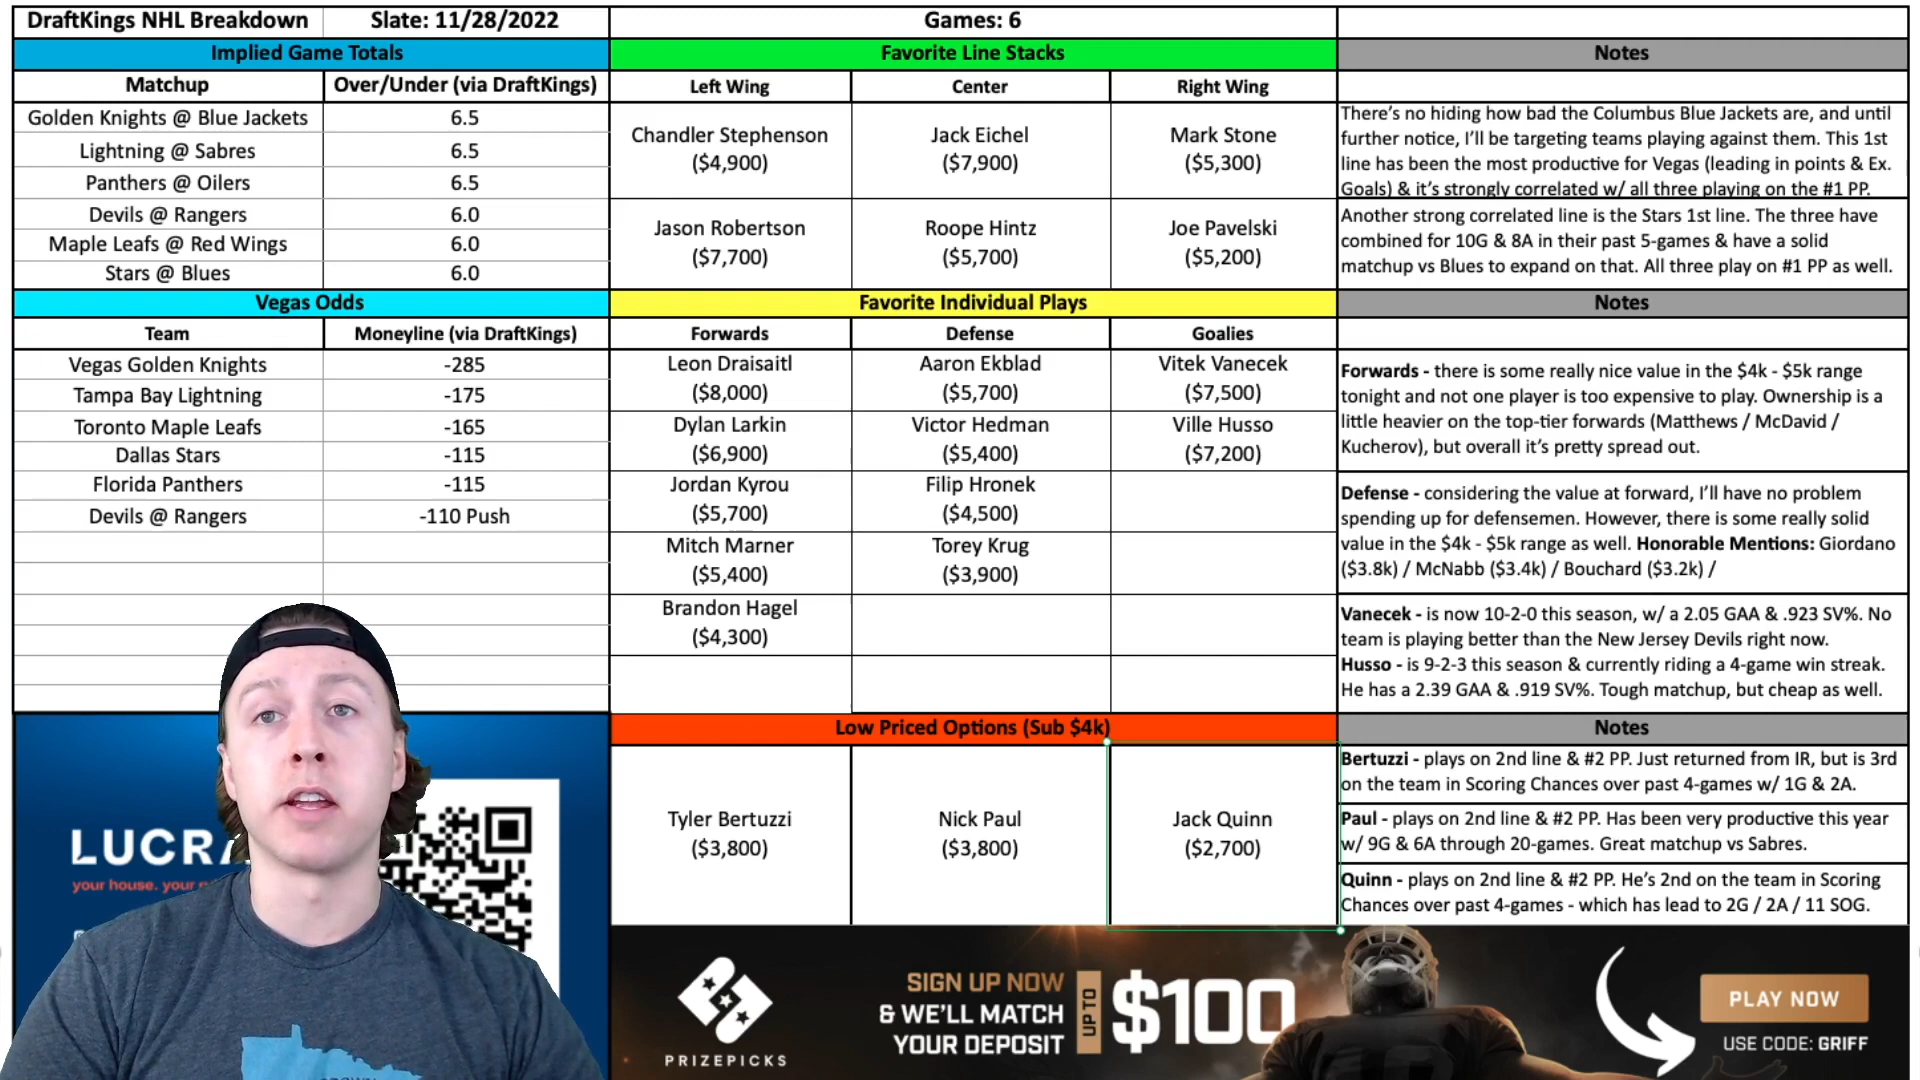 DraftKings NHL Breakdown
Slate: 11/28/2022
Games: 6
Implied Game Totals
Favorite Line Stacks
Notes
Matchup
Over/Under (via DraftKings)
Left Wing
Center
Right Wing
Golden Knights @ Blue Jackets
6.5
Lightning @ Sabres
6.5
Panthers @ Oilers
6.5
Devils @ Rangers
6.0
Maple Leafs @ Red Wings
6.0
Stars @ Blues
6.0
Chandler Stephenson
($4,900)
Jack Eichel
($7,900)
Mark Stone
($5,300)
There's no hiding how bad the Columbus Blue Jackets are, and until
further notice, I'll be targeting teams playing against them. This 1st
line has been the most productive for Vegas (leading in points & Ex.
Goals) & it's strongly correlated w/ all three playing on the #1 PP.
Jason Robertson
($7,700)
Roope Hintz
($5,700)
Joe Pavelski
($5,200)
Another strong correlated line is the Stars 1st line. The three have
combined for 10G & 8A in their past 5-games & have a solid
matchup vs Blues to expand on that. All three play on #1 PP as well.
Vegas Odds
Favorite Individual Plays
Notes
Team
Moneyline (via DraftKings)
Forwards
Defense
Goalies
Vegas Golden Knights
-285
Tampa Bay Lightning
-175
Toronto Maple Leafs
-165
Dallas Stars
-115
Florida Panthers
-115
Devils @ Rangers
-110 Push
Leon Draisaitl
($8,000)
Aaron Ekblad
($5,700)
Vitek Vanecek
($7,500)
Dylan Larkin
($6,900)
Victor Hedman
($5,400)
Ville Husso
($7,200)
Jordan Kyrou
($5,700)
Filip Hronek
($4,500)
Mitch Marner
($5,400)
Torey Krug
($3,900)
Brandon Hagel
($4,300)
Forwards - there is some really nice value in the $4k - $5k range
tonight and not one player is too expensive to play. Ownership is a
little heavier on the top-tier forwards (Matthews / McDavid /
Kucherov), but overall it's pretty spread out.
Defense - considering the value at forward, I'll have no problem
spending up for defensemen. However, there is some really solid
value in the $4k - $5k range as well. Honorable Mentions: Giordano
($3.8k) / McNabb ($3.4k) / Bouchard ($3.2k) /
Vanecek - is now 10-2-0 this season, w/ a 2.05 GAA & .923 SV%. No
team is playing better than the New Jersey Devils right now.
Husso - is 9-2-3 this season & currently riding a 4-game win streak.
He has a 2.39 GAA & .919 SV%. Tough matchup, but cheap as well.
Low Priced Options (Sub $4k)
Notes
Tyler Bertuzzi
($3,800)
Nick Paul
($3,800)
Jack Quinn
($2,700)
Bertuzzi - plays on 2nd line & #2 PP. Just returned from IR, but is 3rd
on the team in Scoring Chances over past 4-games w/ 1G & 2A.
Paul - plays on 2nd line & #2 PP. Has been very productive this year
w/ 9G & 6A through 20-games. Great matchup vs Sabres.
Quinn - plays on 2nd line & #2 PP. He's 2nd on the team in Scoring
Chances over past 4-games - which has lead to 2G / 2A / 11 SOG.
LUCRA
your house. your
PRIZEPICKS
SIGN UP NOW
& WE'LL MATCH
YOUR DEPOSIT
UP TO
$100
PLAY NOW
USE CODE: GRIFF